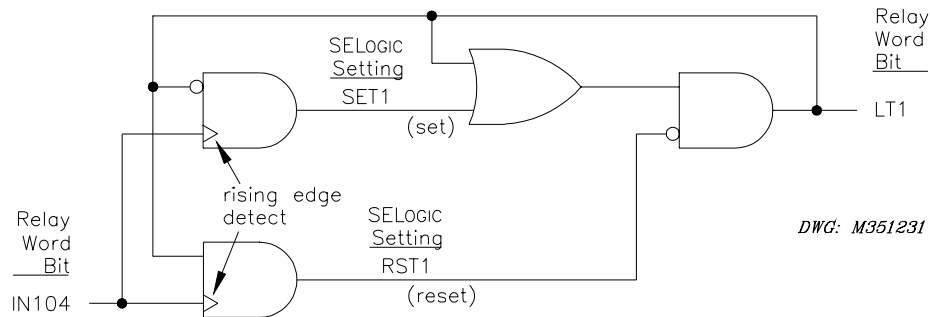 Relay
Word
Bit
SELOGIC
Setting
SET1
(set)
LT1
rising edge
detect
SELOGIC
Setting
RST1
(reset)
Relay
Word
Bit
IN104
DWG: M351231